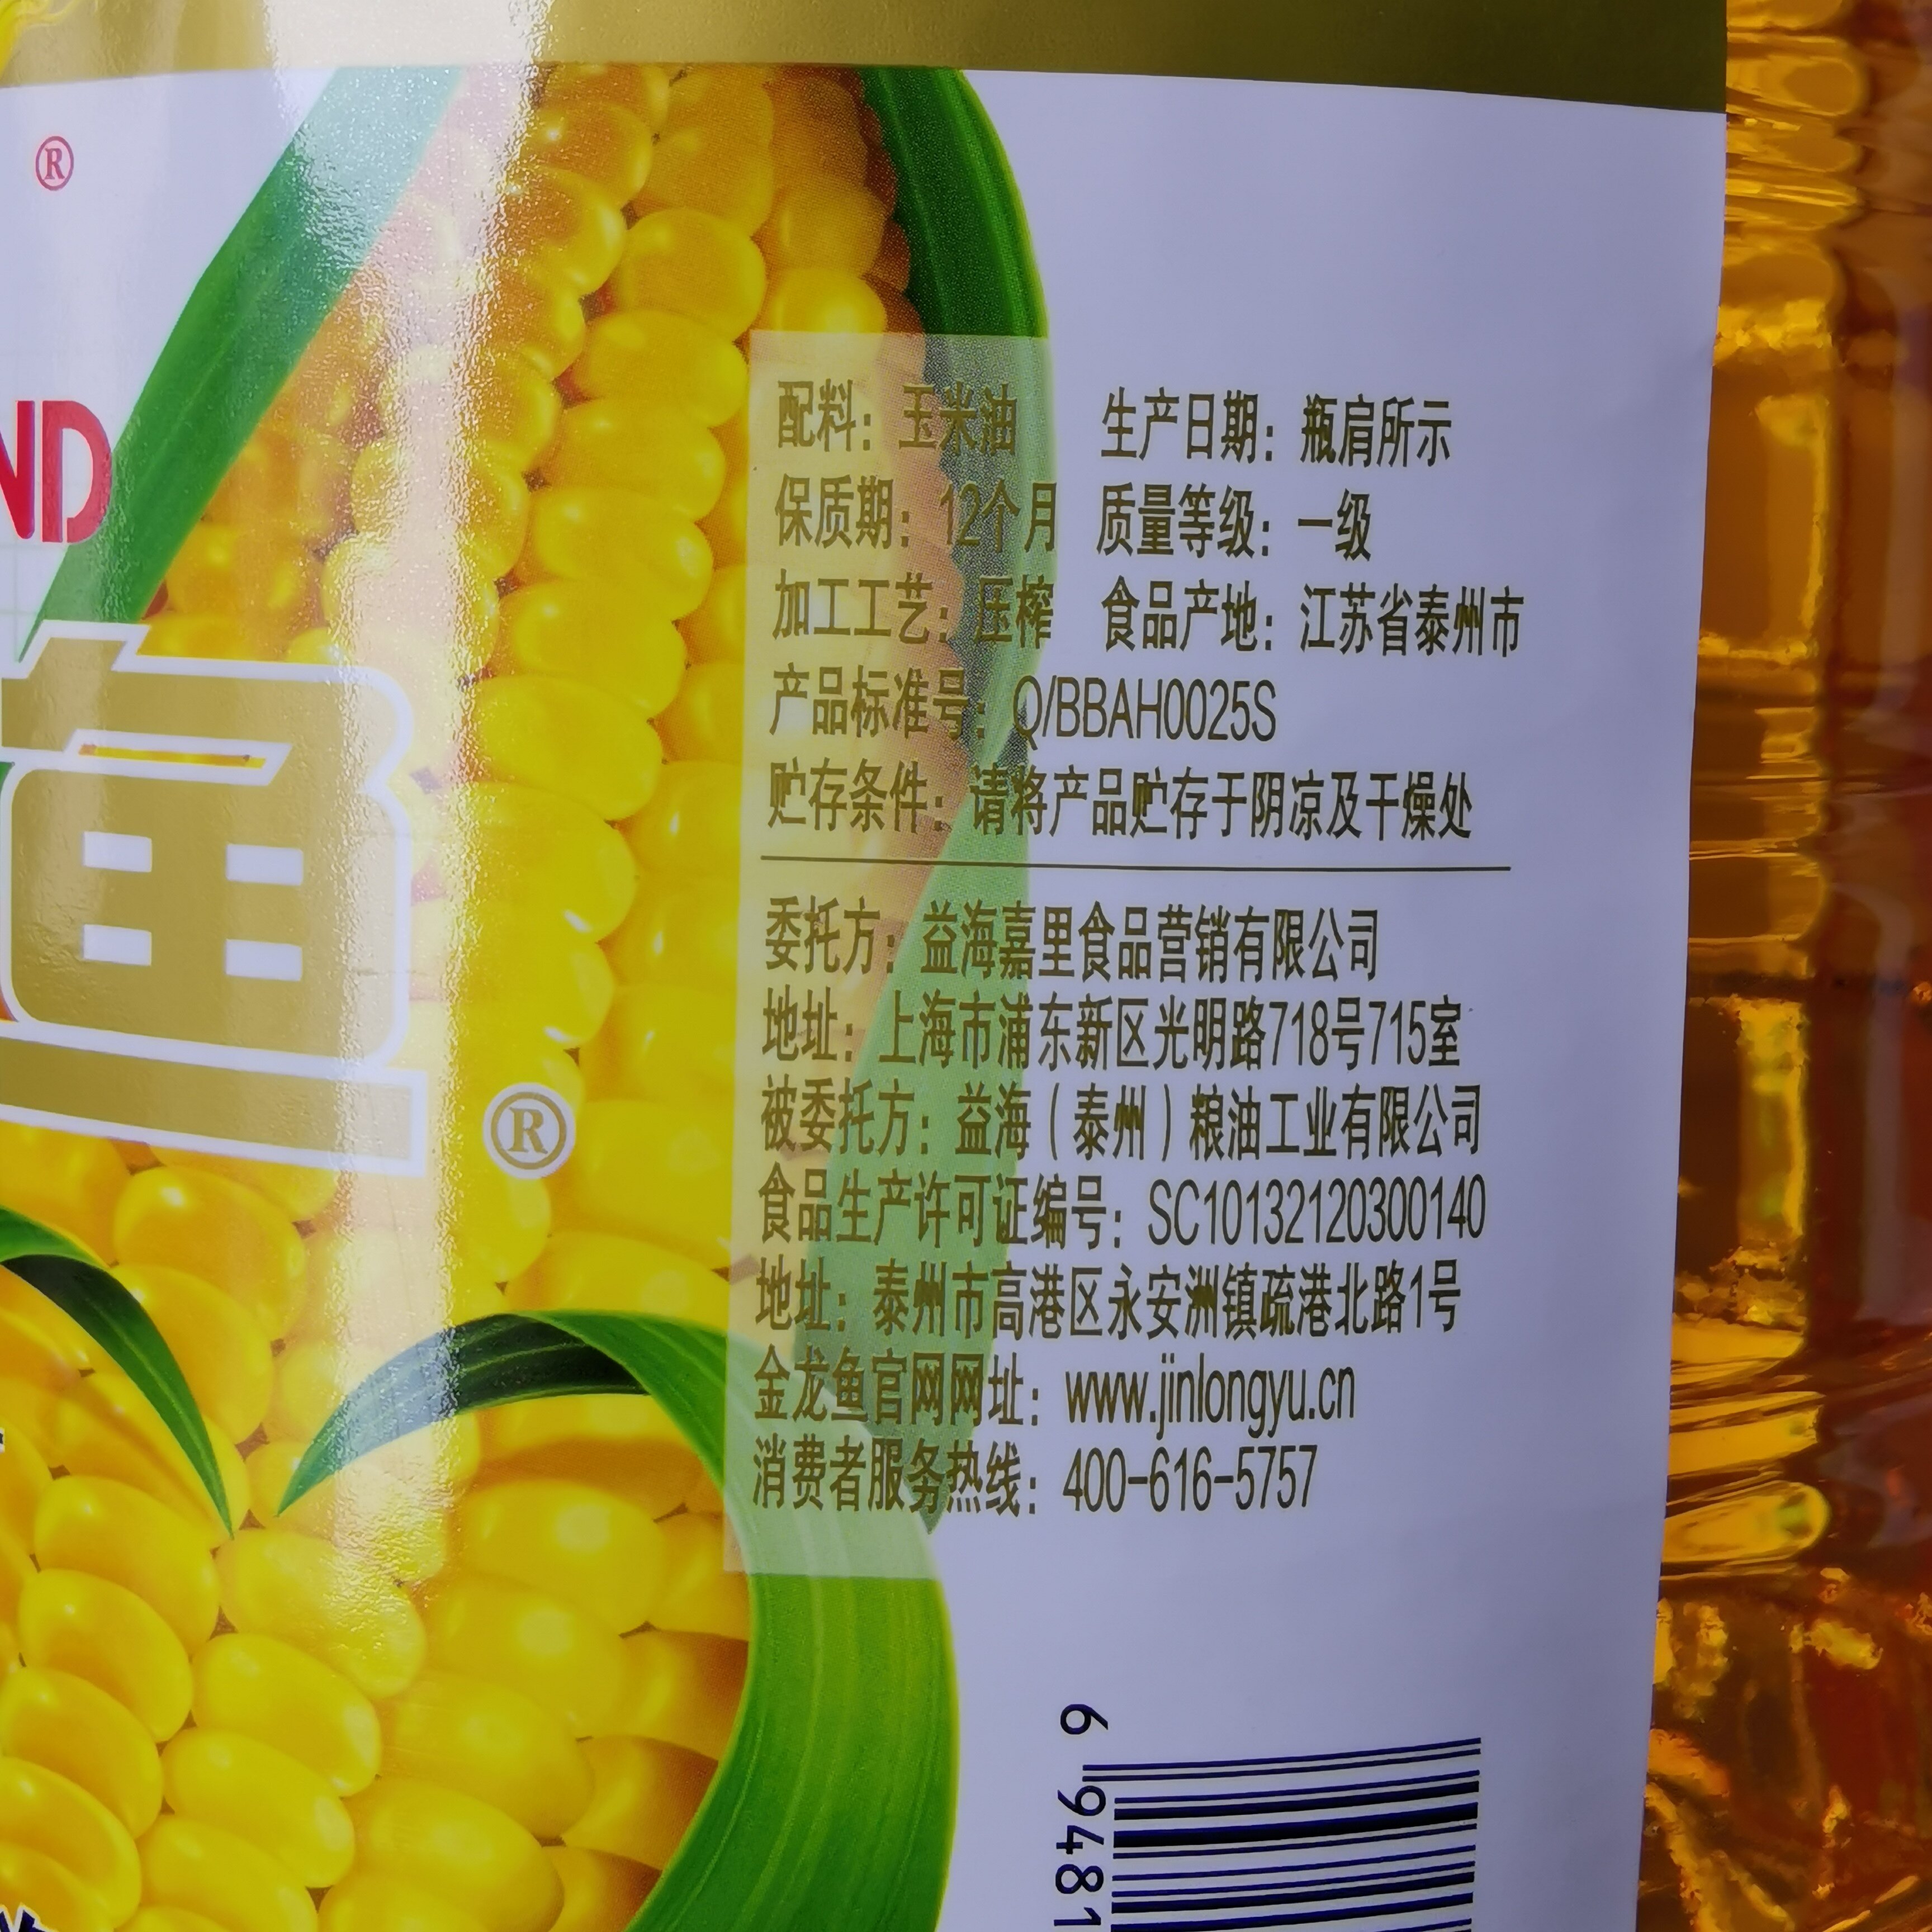 ®
ND
鱼
®
配料：玉米油 生产日期：瓶肩所示
保质期：12个月 质量等级：一级
加工工艺：压榨 食品产地：江苏省泰州市
产品标准号：Q/BBAH0025S
贮存条件：请将产品贮存于阴凉及干燥处
委托方：益海嘉里食品营销有限公司
地址：上海市浦东新区光明路718号715室
被委托方：益海（泰州）粮油工业有限公司
食品生产许可证编号：SC10132120300140
地址：泰州市高港区永安洲镇疏港北路1号
金龙鱼官网网址：www.jinlongyu.cn
消费者服务热线：400-616-5757
6 9481